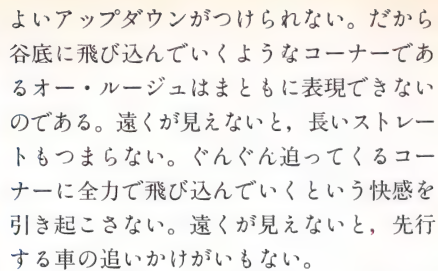 よいアップダウンがつけられない。だから
谷底に飛び込んでいくようなコーナーであ
るオー・ルージュはまともに表現できない
のである。遠くが見えないと，長いストレー
トもつまらない。ぐんぐん迫ってくるコー
ナーに全力で飛び込んでいくという快感を
引き起こさない。遠くが見えないと，先行
する車の追いかけがいもない。